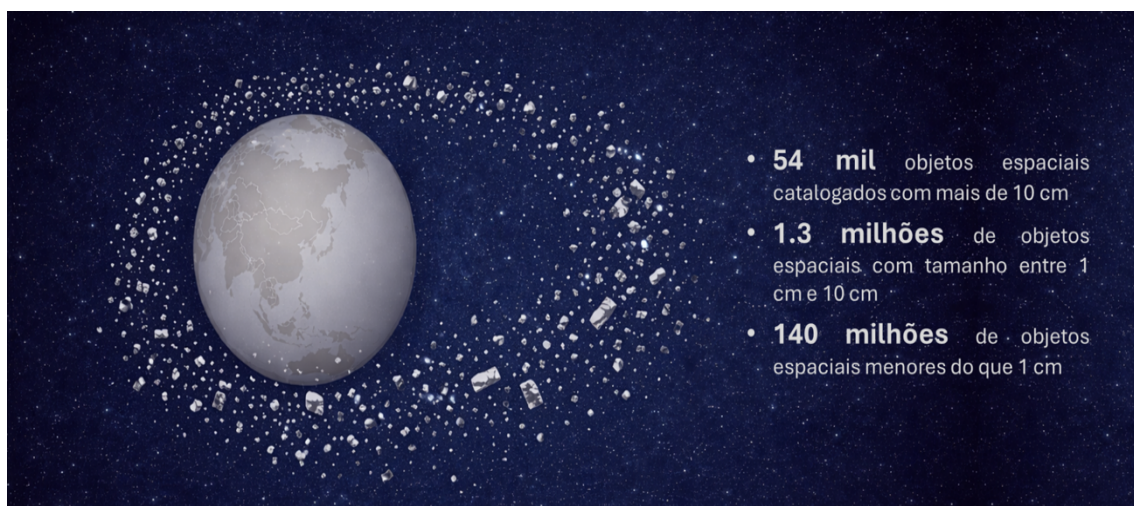 • 54 mil objetos espaciais
catalogados com mais de 10 cm
• 1.3 milhões de objetos
espaciais com tamanho entre 1
cm e 10 cm
• 140 milhões de objetos
espaciais menores do que 1 cm